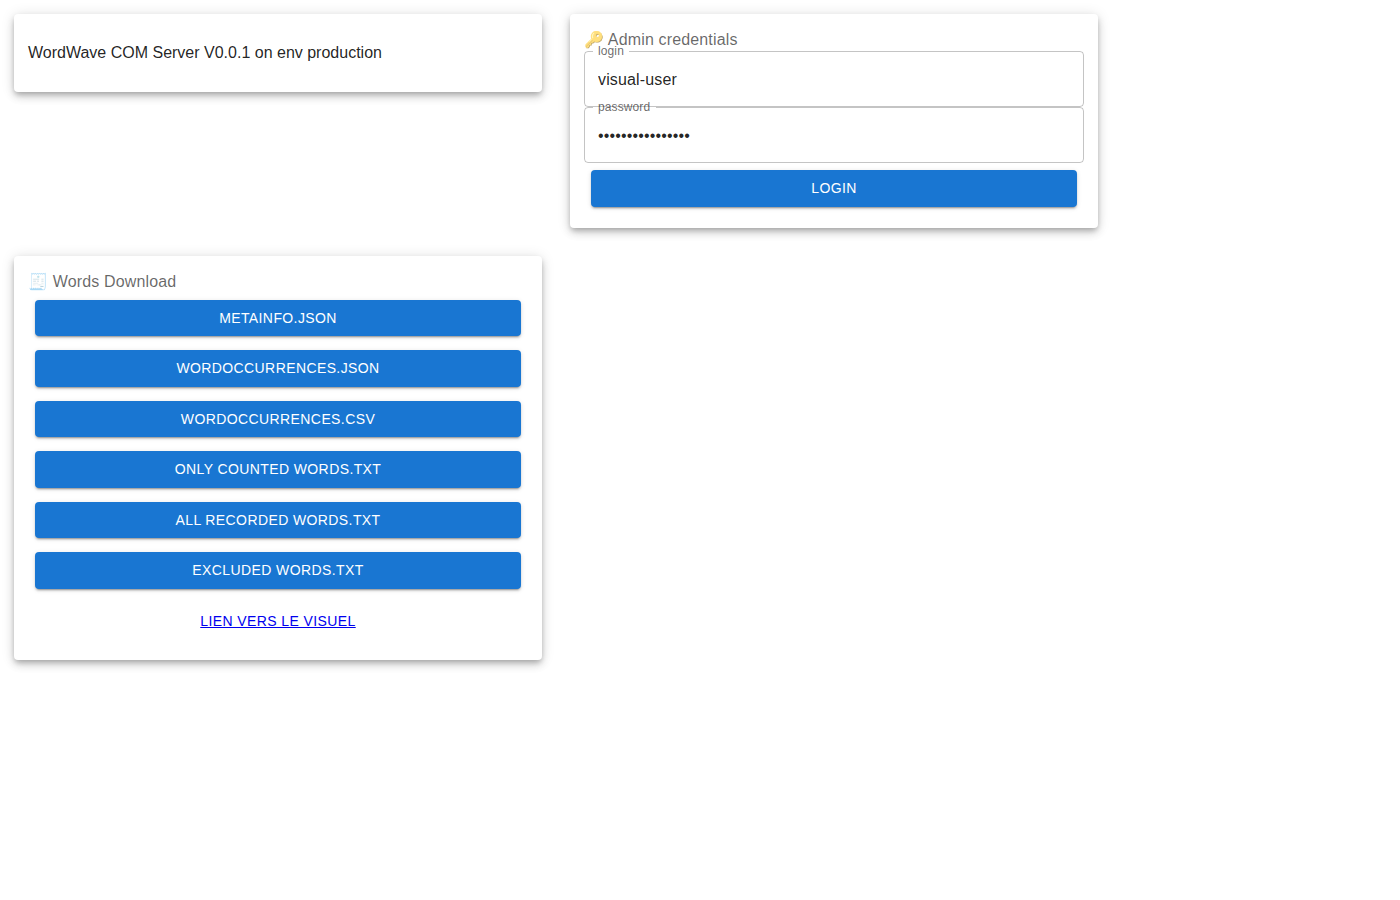 WordWave COM Server V0.0.1 on env production
🔑 Admin credentials
login
visual-user
password
••••••••••••••••
LOGIN
🧾 Words Download
METAINFO.JSON
WORDOCCURRENCES.JSON
WORDOCCURRENCES.CSV
ONLY COUNTED WORDS.TXT
ALL RECORDED WORDS.TXT
EXCLUDED WORDS.TXT
LIEN VERS LE VISUEL